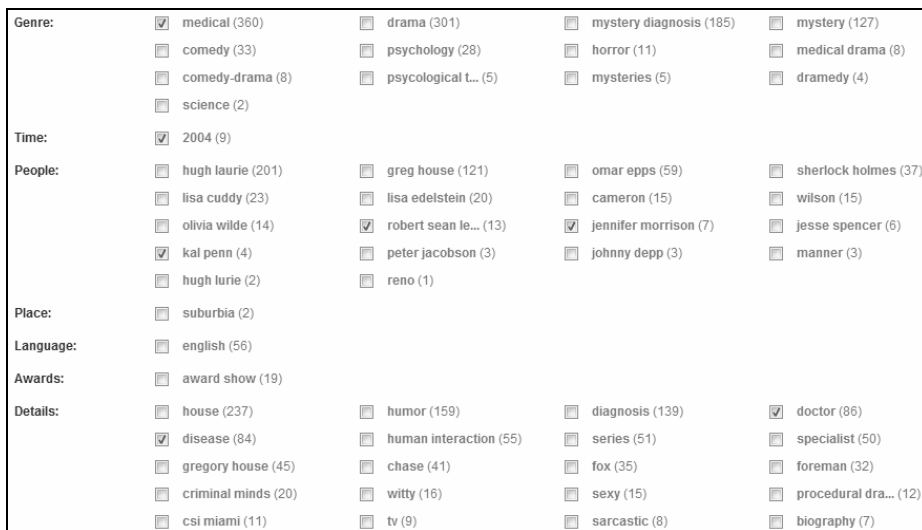 Genre: medical (360) drama (301) mystery diagnosis (185) mystery (127)
comedy (33) psychology (28) horror (11) medical drama (8)
comedy-drama (8) psycological t... (5) mysteries (5) dramedy (4)
science (2)
Time: 2004 (9)
People: hugh laurie (201) greg house (121) omar epps (59) sherlock holmes (37)
lisa cuddy (23) lisa edelstein (20) cameron (15) wilson (15)
olivia wilde (14) robert sean le... (13) jennifer morrison (7) jesse spencer (6)
kal penn (4) peter jacobson (3) johnny depp (3) manner (3)
hugh lurie (2) reno (1)
Place: suburbia (2)
Language: english (56)
Awards: award show (19)
Details: house (237) humor (159) diagnosis (139) doctor (86)
disease (84) human interaction (55) series (51) specialist (50)
gregory house (45) chase (41) fox (35) foreman (32)
criminal minds (20) witty (16) sexy (15) procedural dra... (12)
csi miami (11) tv (9) sarcastic (8) biography (7)